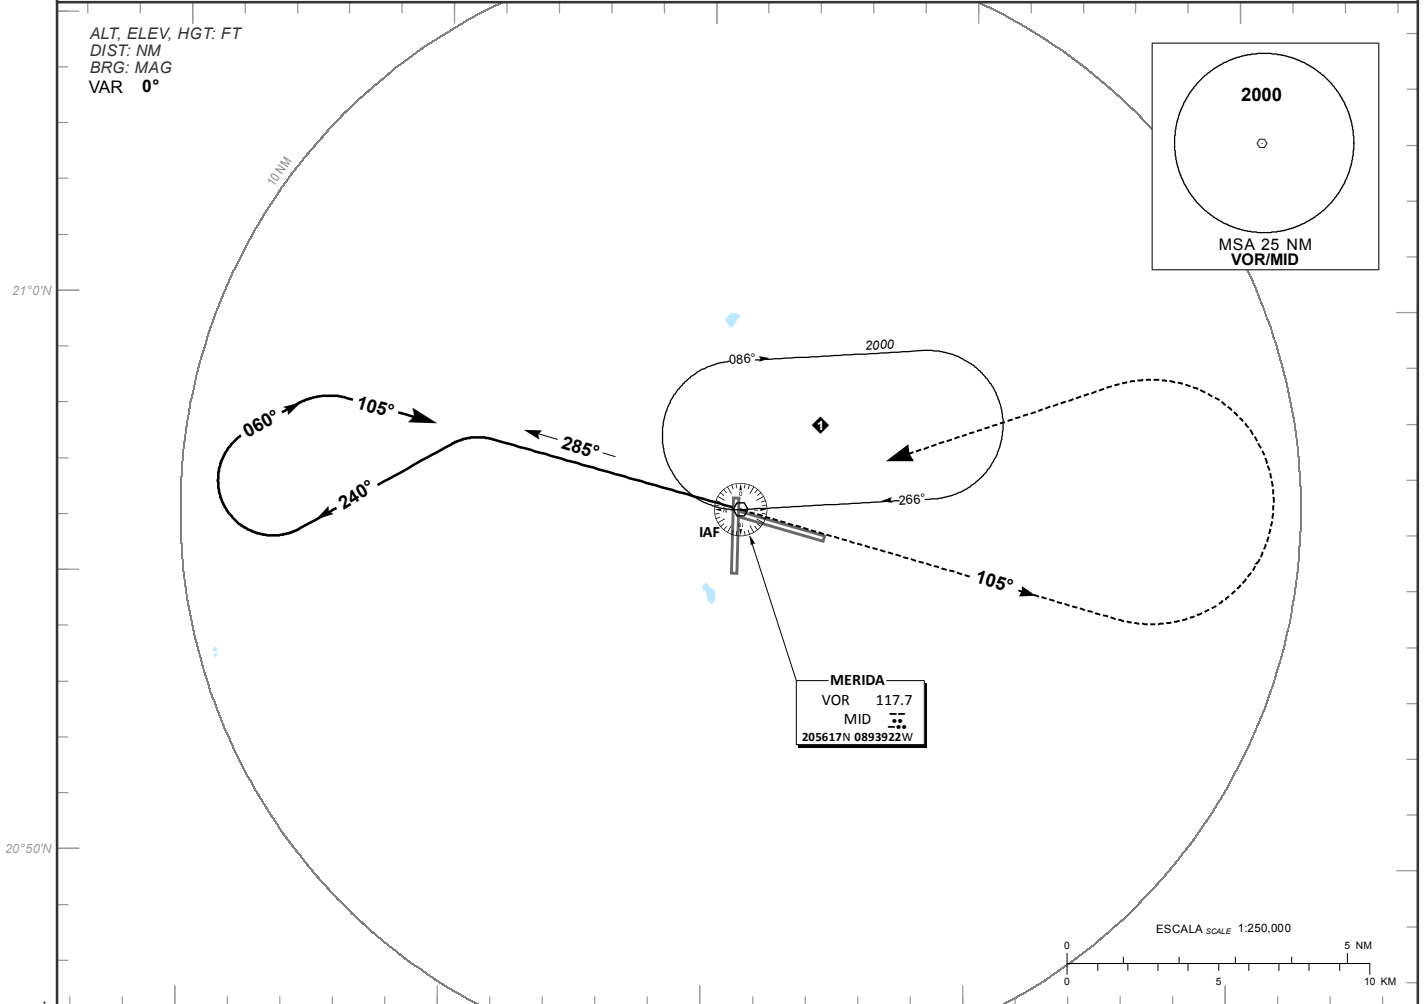 ALT, ELEV, HGT: FT
DIST: NM
BRG: MAG
VAR 0°
2000
MSA 25 NM
VOR/MID
10 NM
21°0'N
086°
2000
060°
105°
285°
1
240°
266°
IAF
105°
MERIDA
VOR 117.7
MID
205617N 0893922W
20°50'N
ESCALA SCALE 1:250,000
0 5 NM
0 5 10 KM